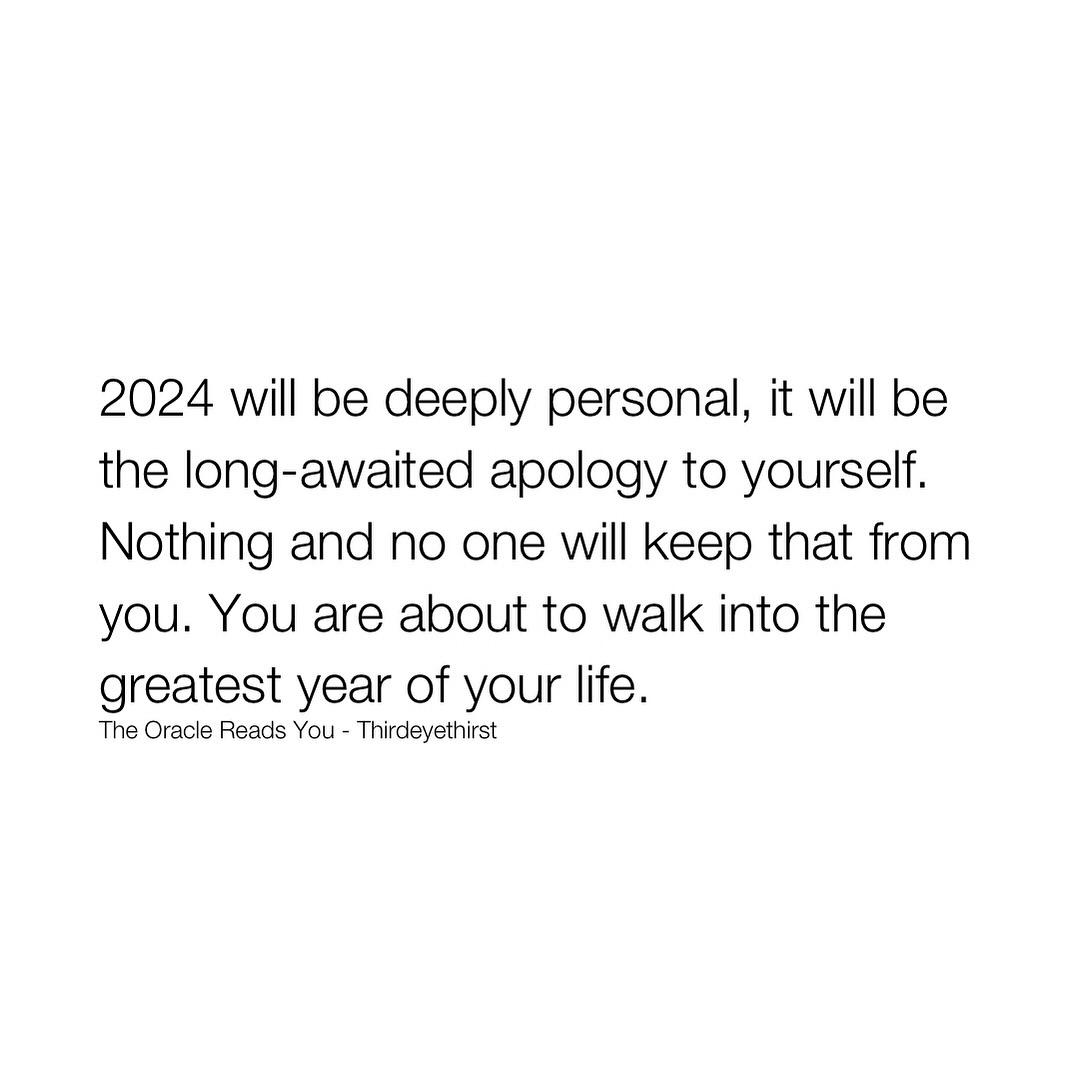 2024 will be deeply personal, it will be
the long-awaited apology to yourself.
Nothing and no one will keep that from
you. You are about to walk into the
greatest year of your life.
The Oracle Reads You - Thirdeyethirst